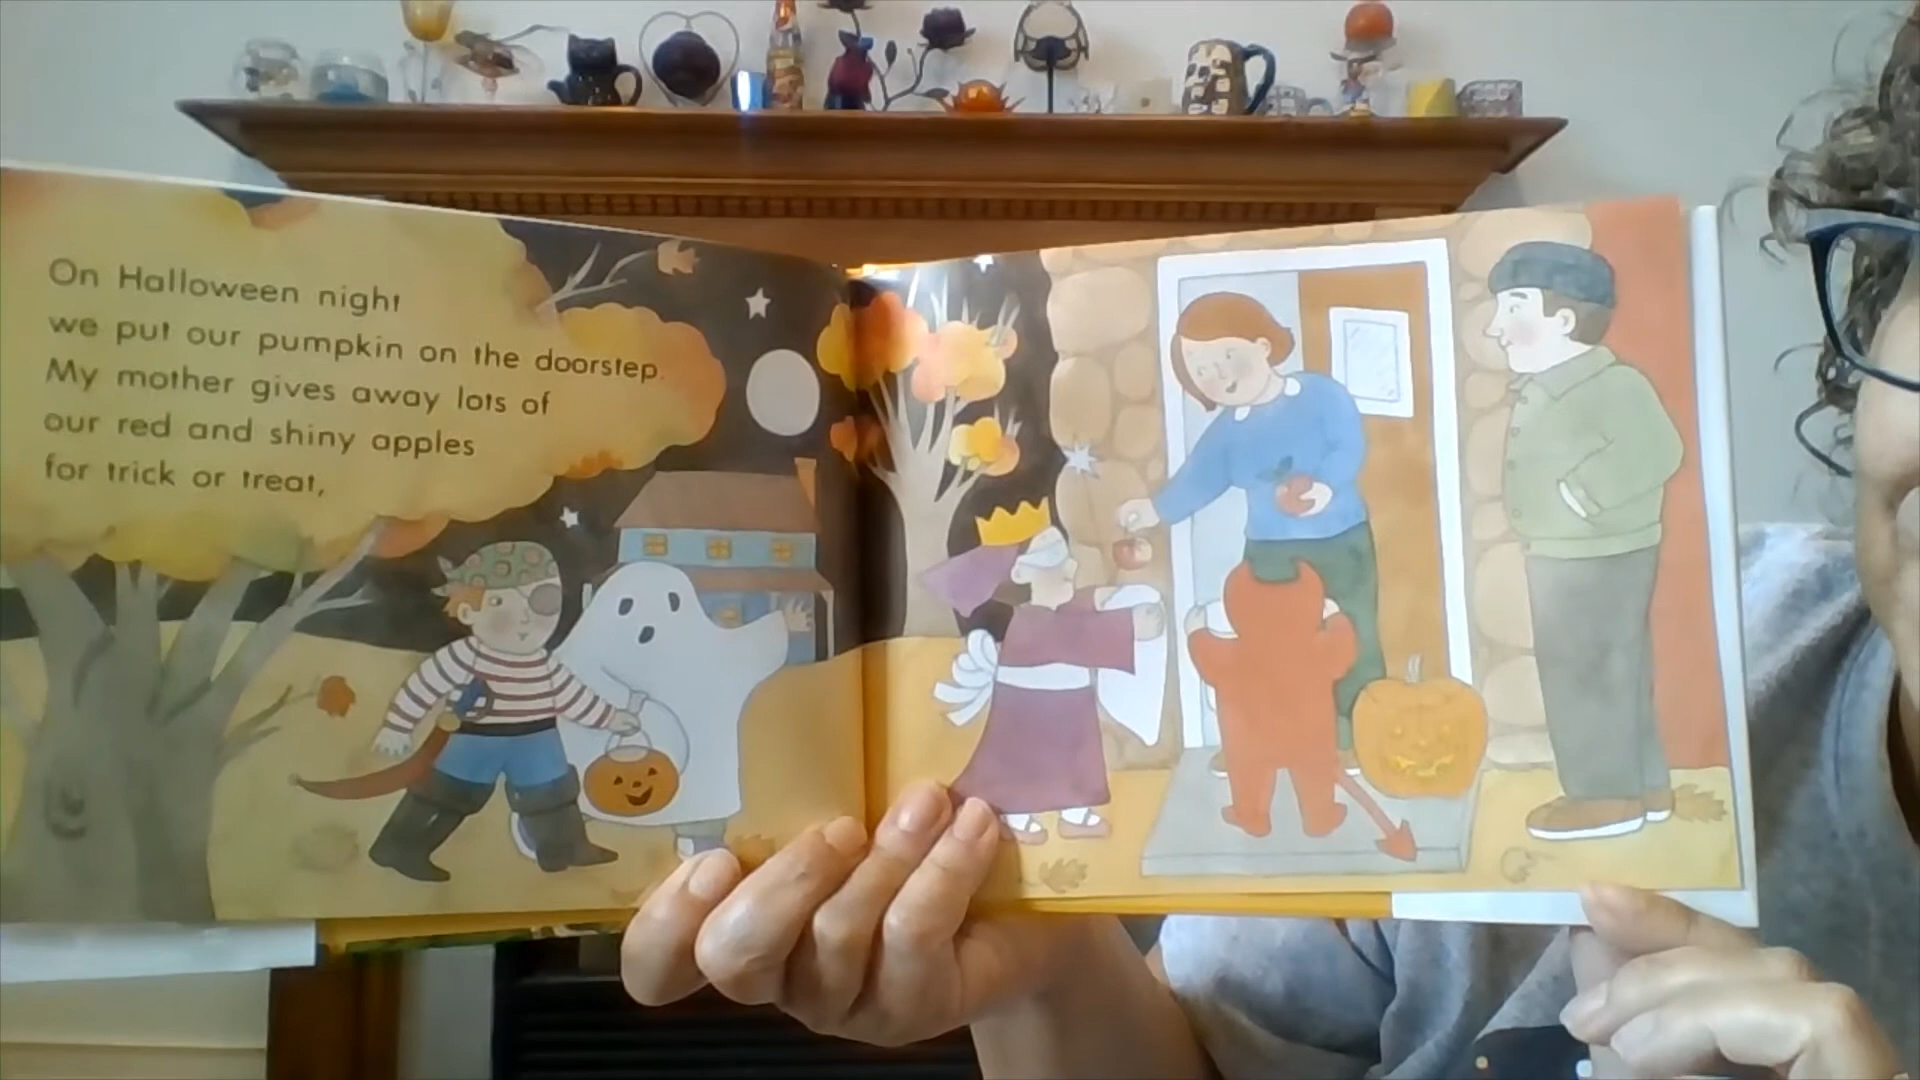 On Halloween night
we put our pumpkin on the doorstep.
My mother gives away lots of
our red and shiny apples
for trick or treat,